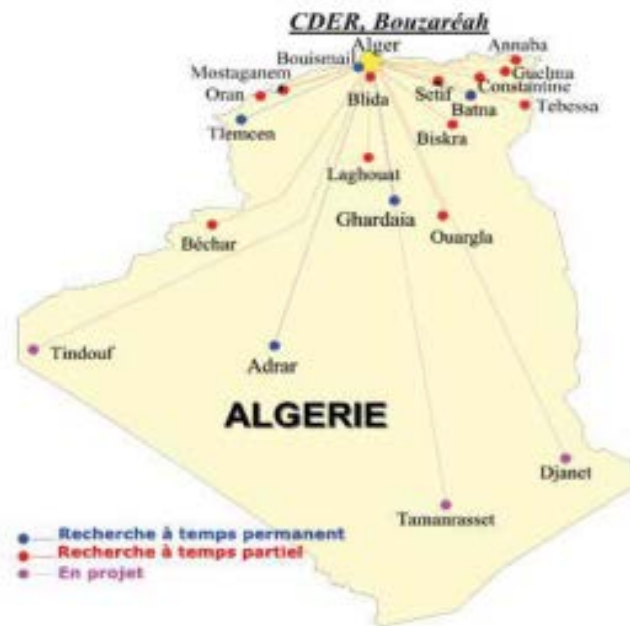 CDER, Bouzaréah
Alger
Bouismail
Annaba
Mostaganem
Guelma
Oran
Blida
Setif
Constantine
Batna
Tebessa
Tlemcen
Biskra
Laghouat
Ghardaia
Ouargla
Béchar
Tindouf
Adrar
ALGERIE
Djanet
Tamanrasset
Recherche à temps permanent
Recherche à temps partiel
En projet